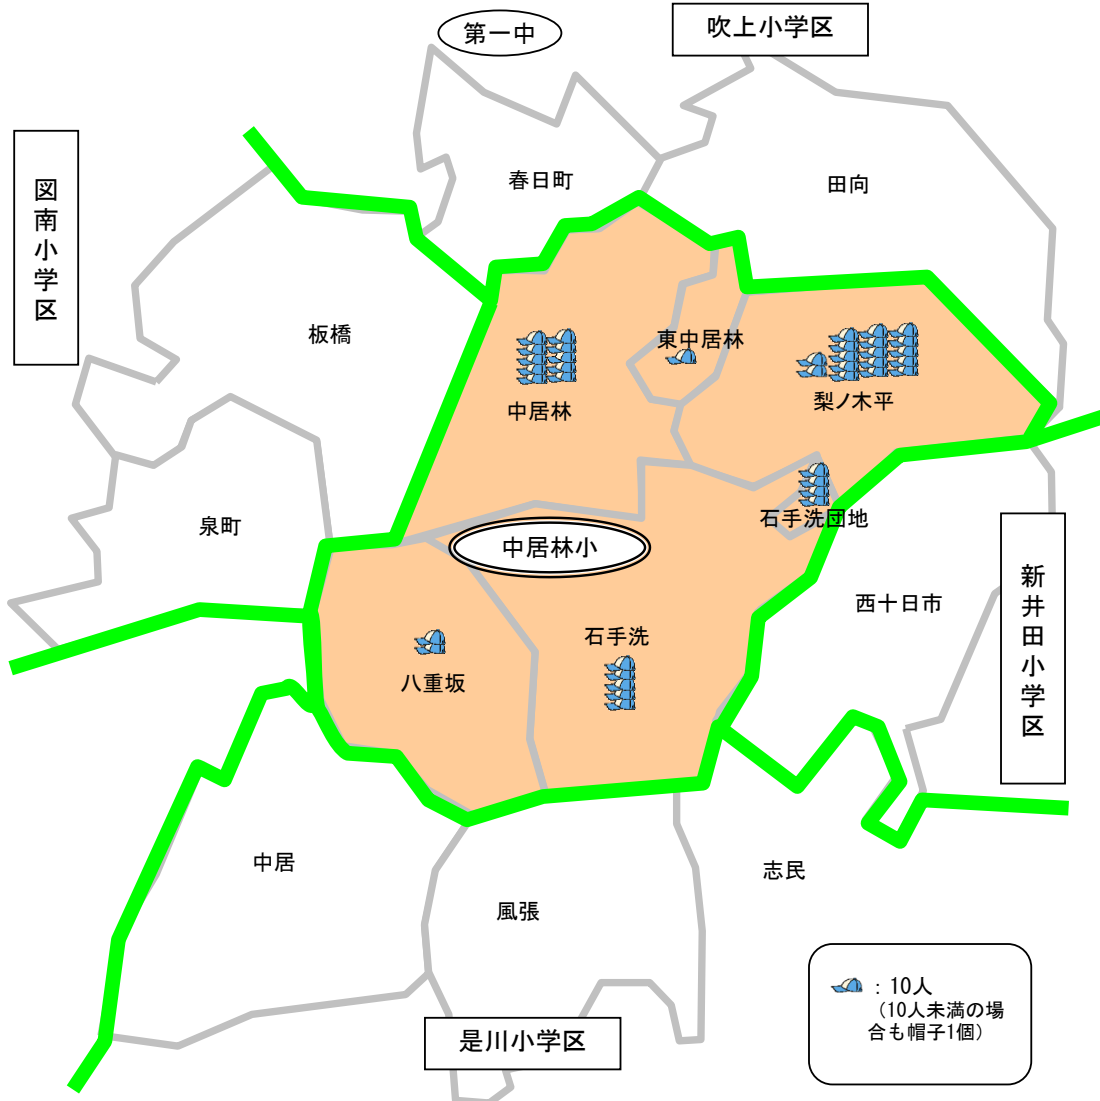 第一中
吹上小学区
図南小学区
春日町
田向
板橋
東中居林
中居林
梨ノ木平
泉町
石手洗団地
中居林小
新井田小学区
西十日市
石手洗
八重坂
中居
志民
風張
：10人
（10人未満の場
合も帽子1個）
是川小学区